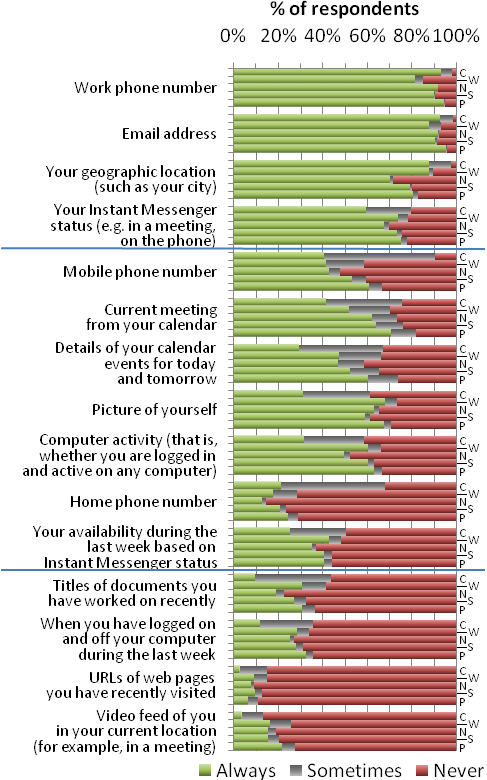 % of respondents
0% 20% 40% 60% 80% 100%
Work phone number
C
W
N
S
P
Email address
C
W
N
S
P
Your geographic location
(such as your city)
C
W
N
S
P
Your Instant Messenger
status (e.g. in a meeting,
on the phone)
C
W
N
S
P
Mobile phone number
C
W
N
S
P
Current meeting
from your calendar
C
W
N
S
P
Details of your calendar
events for today
and tomorrow
C
W
N
S
P
Picture of yourself
C
W
N
S
P
Computer activity (that is,
whether you are logged in
and active on any computer)
C
W
N
S
P
Home phone number
C
W
N
S
P
Your availability during the
last week based on
Instant Messenger status
C
W
N
S
P
Titles of documents you
have worked on recently
C
W
N
S
P
When you have logged on
and off your computer
during the last week
C
W
N
S
P
URLs of web pages
you have recently visited
C
W
N
S
P
Video feed of you
in your current location
(for example, in a meeting)
C
W
N
S
P
Always Sometimes Never